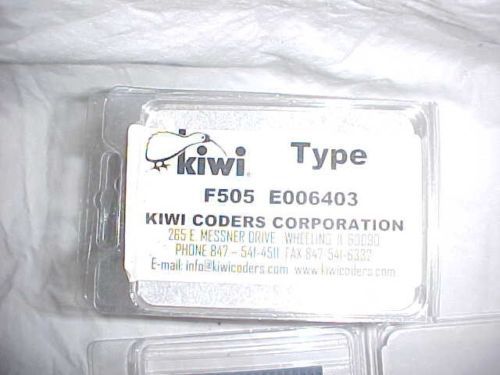 kiwi. Type
F505 E006403
KIWI CODERS CORPORATION
265 E. MESSNER DRIVE WHEELING, IL 60090
PHONE 847 - 541-4511 FAX 847-541-6332
E-mail: info@kiwicoders.com www.kiwicoders.com